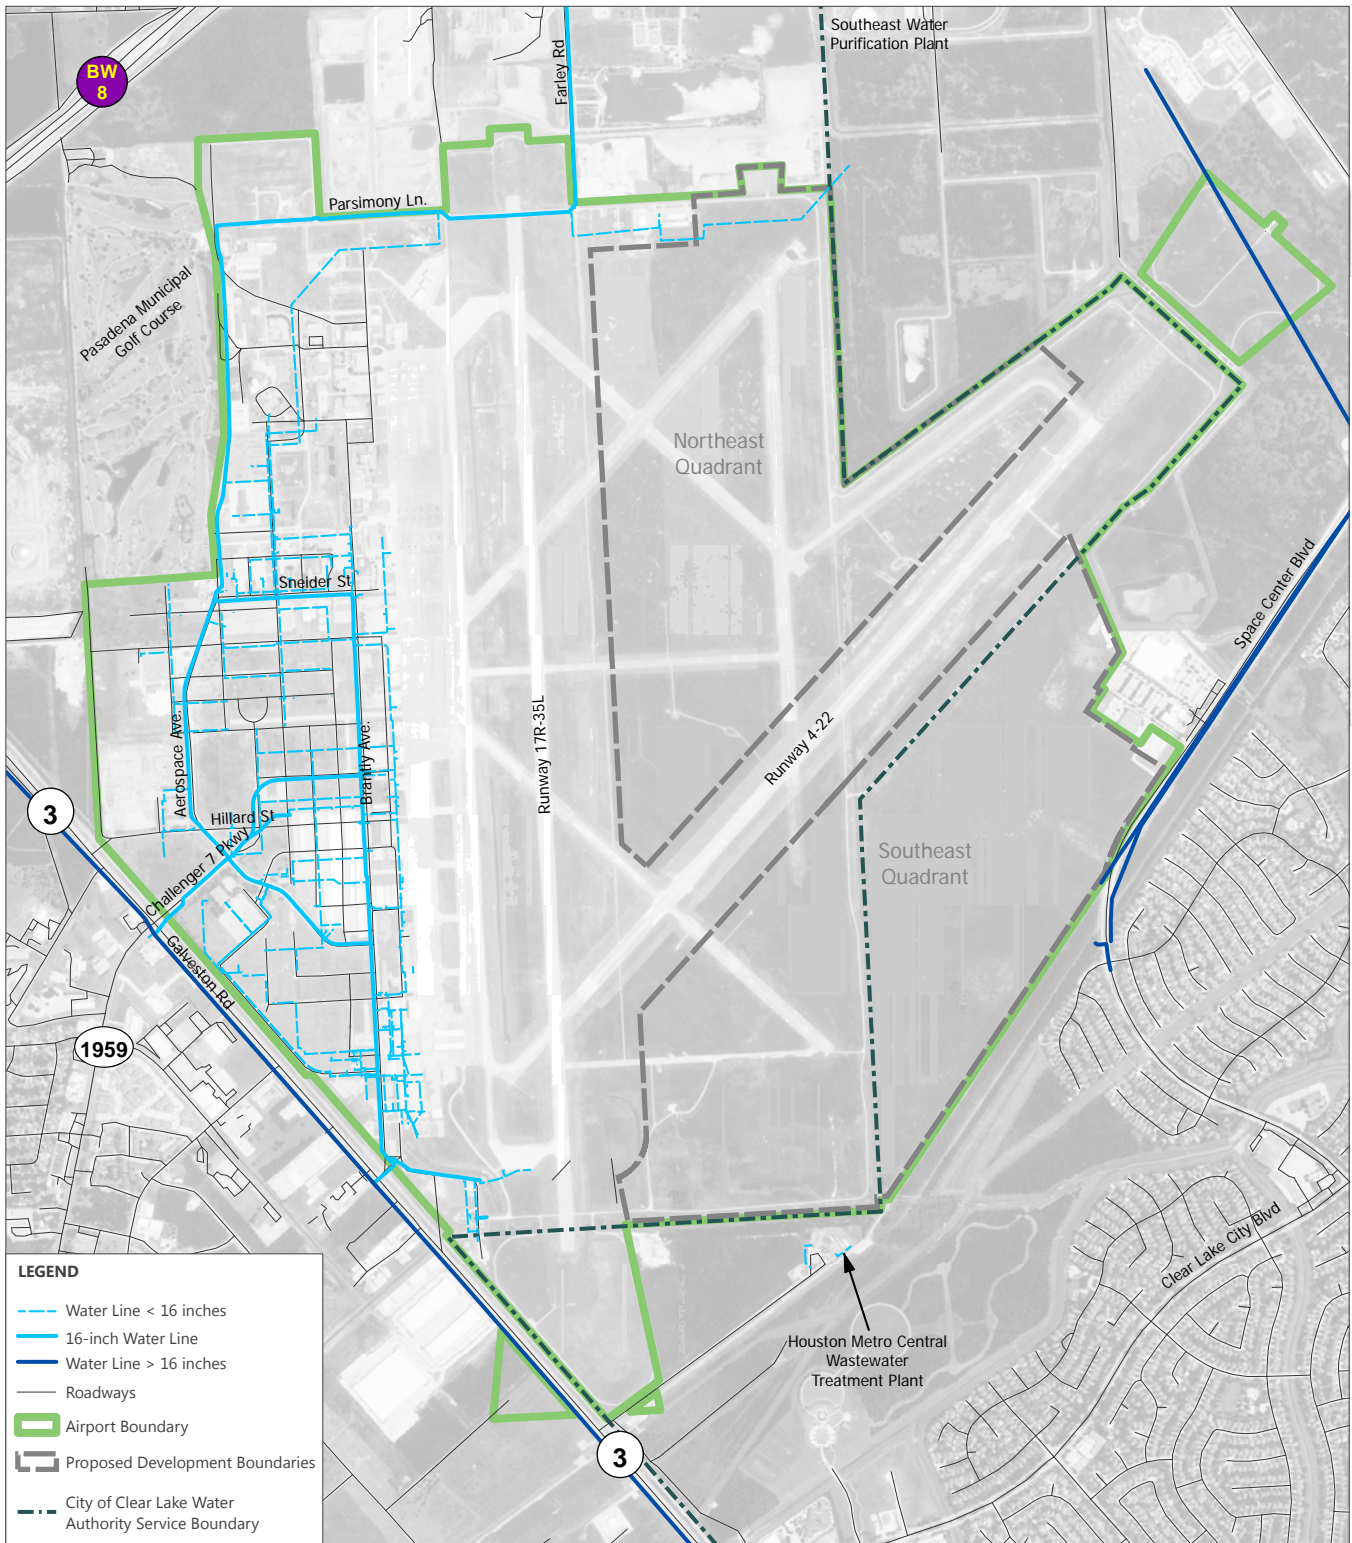 Southeast Water
Purification Plant
BW
8
Farley Rd
Parsimony Ln.
Pasadena Municipal
Golf Course
Northeast
Quadrant
Sneider St
Space Center Blvd
Aerospace Ave.
Brantly Ave.
Runway 17R-35L
Runway 4-22
3
Hillard St
Challenger 7 Pkwy
Southeast
Quadrant
Galveston Rd
1959
Clear Lake City Blvd
Houston Metro Central
Wastewater
Treatment Plant
3
LEGEND
Water Line < 16 inches
16-inch Water Line
Water Line > 16 inches
Roadways
Airport Boundary
Proposed Development Boundaries
City of Clear Lake Water
Authority Service Boundary